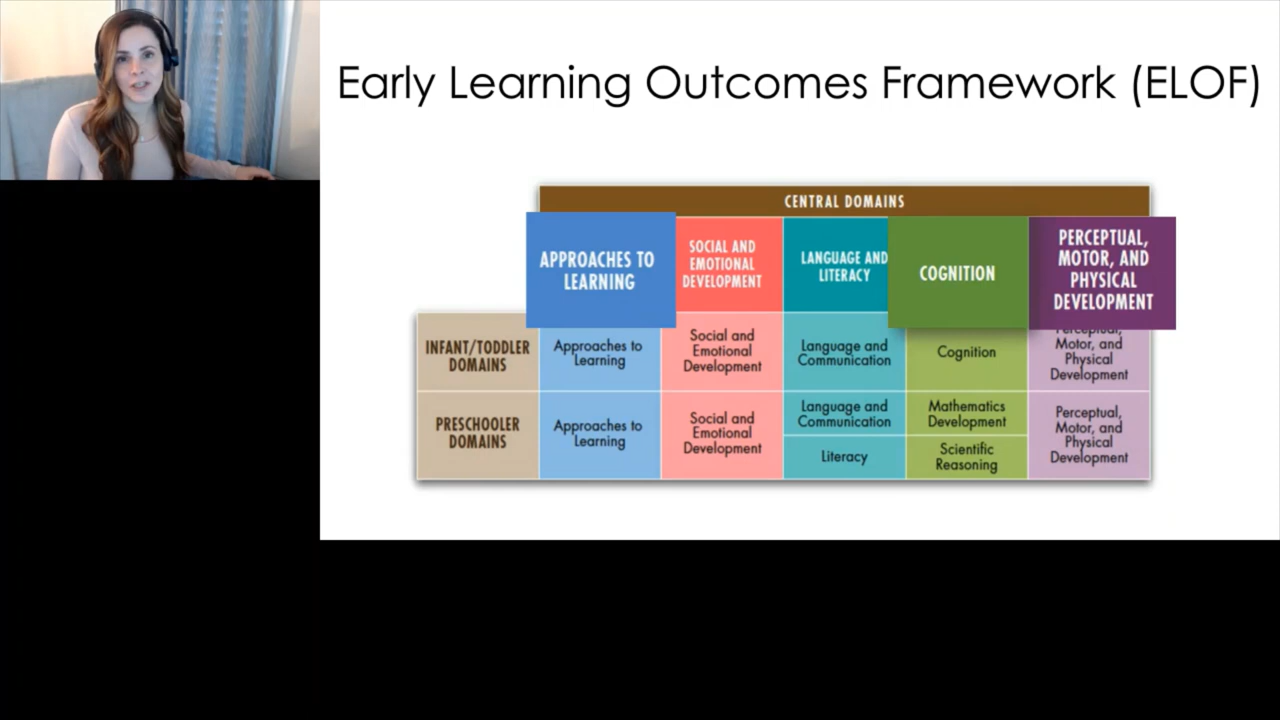 Early Learning Outcomes Framework (ELOF)
CENTRAL DOMAINS
APPROACHES TO
LEARNING
SOCIAL AND
EMOTIONAL
DEVELOPMENT
LANGUAGE AND
LITERACY
COGNITION
PERCEPTUAL,
MOTOR, AND
PHYSICAL
DEVELOPMENT
INFANT/TODDLER
DOMAINS
Approaches to
Learning
Social and
Emotional
Development
Language and
Communication
Cognition
Perceptual,
Motor, and
Physical
Development
PRESCHOOLER
DOMAINS
Approaches to
Learning
Social and
Emotional
Development
Language and
Communication
Literacy
Mathematics
Development
Scientific
Reasoning
Perceptual,
Motor, and
Physical
Development